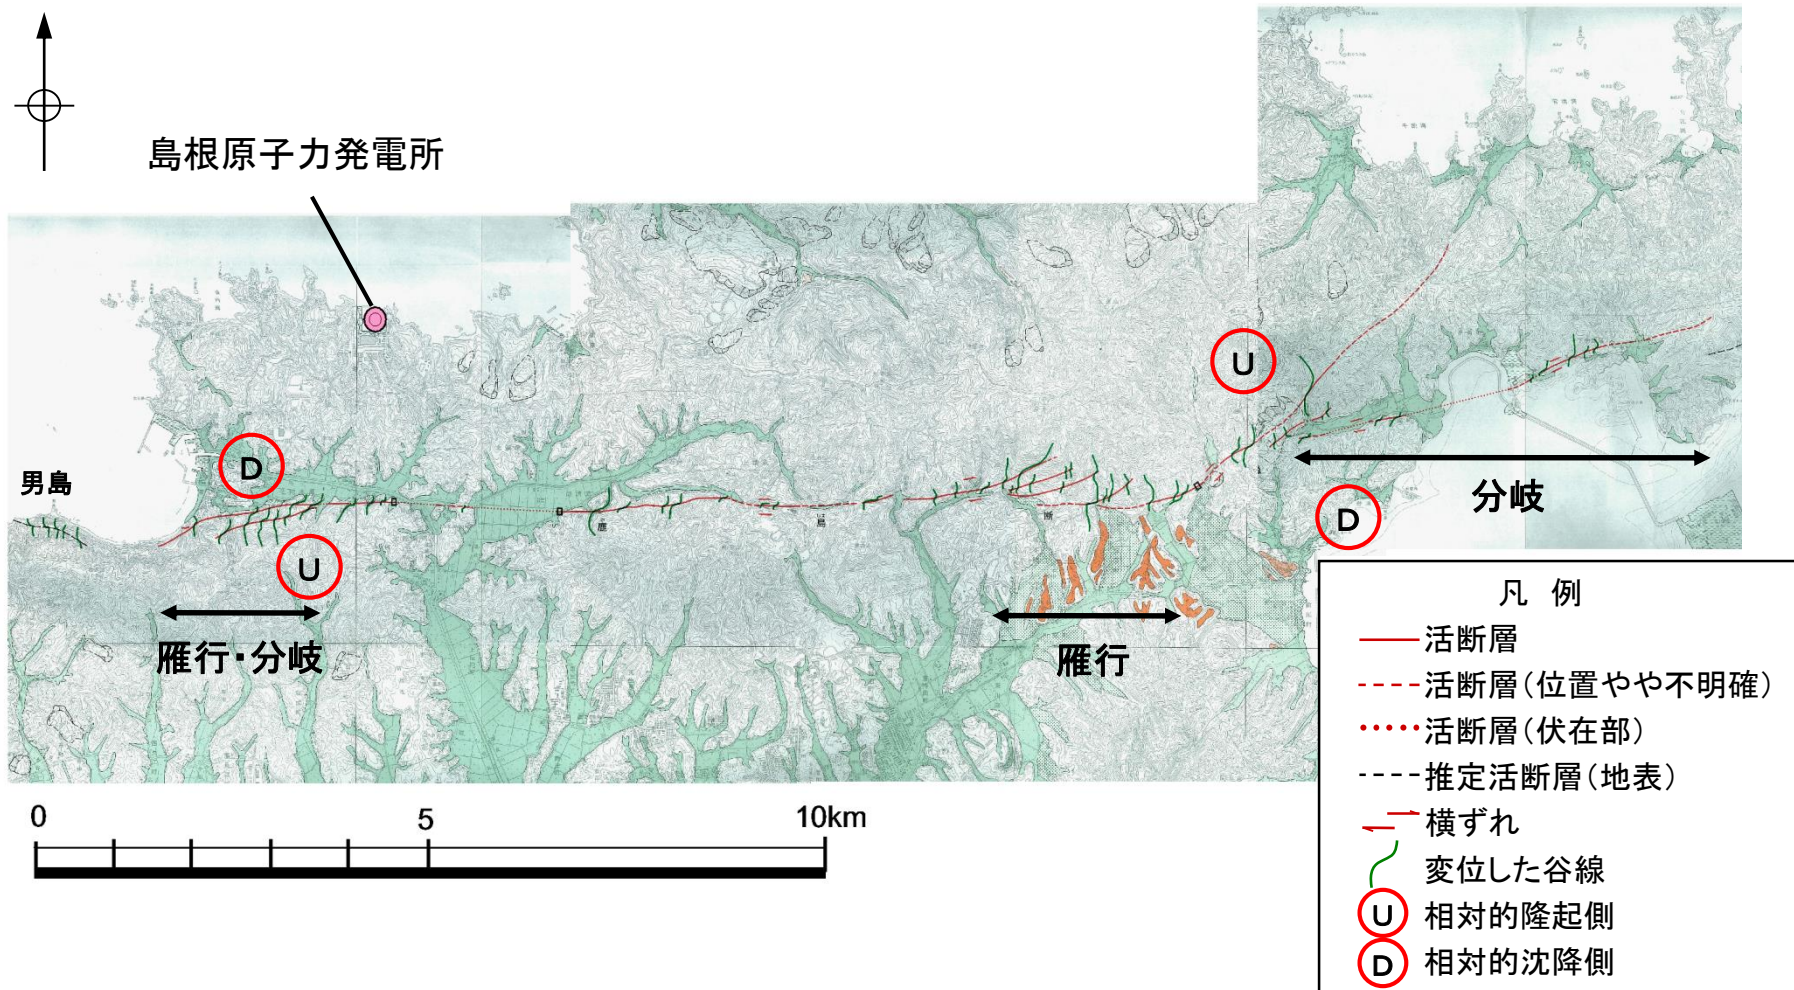 島根原子力発電所
U
D
男島
分岐
D
U
雁行・分岐
雁行
凡 例
活断層
活断層(位置やや不明確)
活断層(伏在部)
推定活断層(地表)
横ずれ
変位した谷線
U 相対的隆起側
D 相対的沈降側
0 5 10km